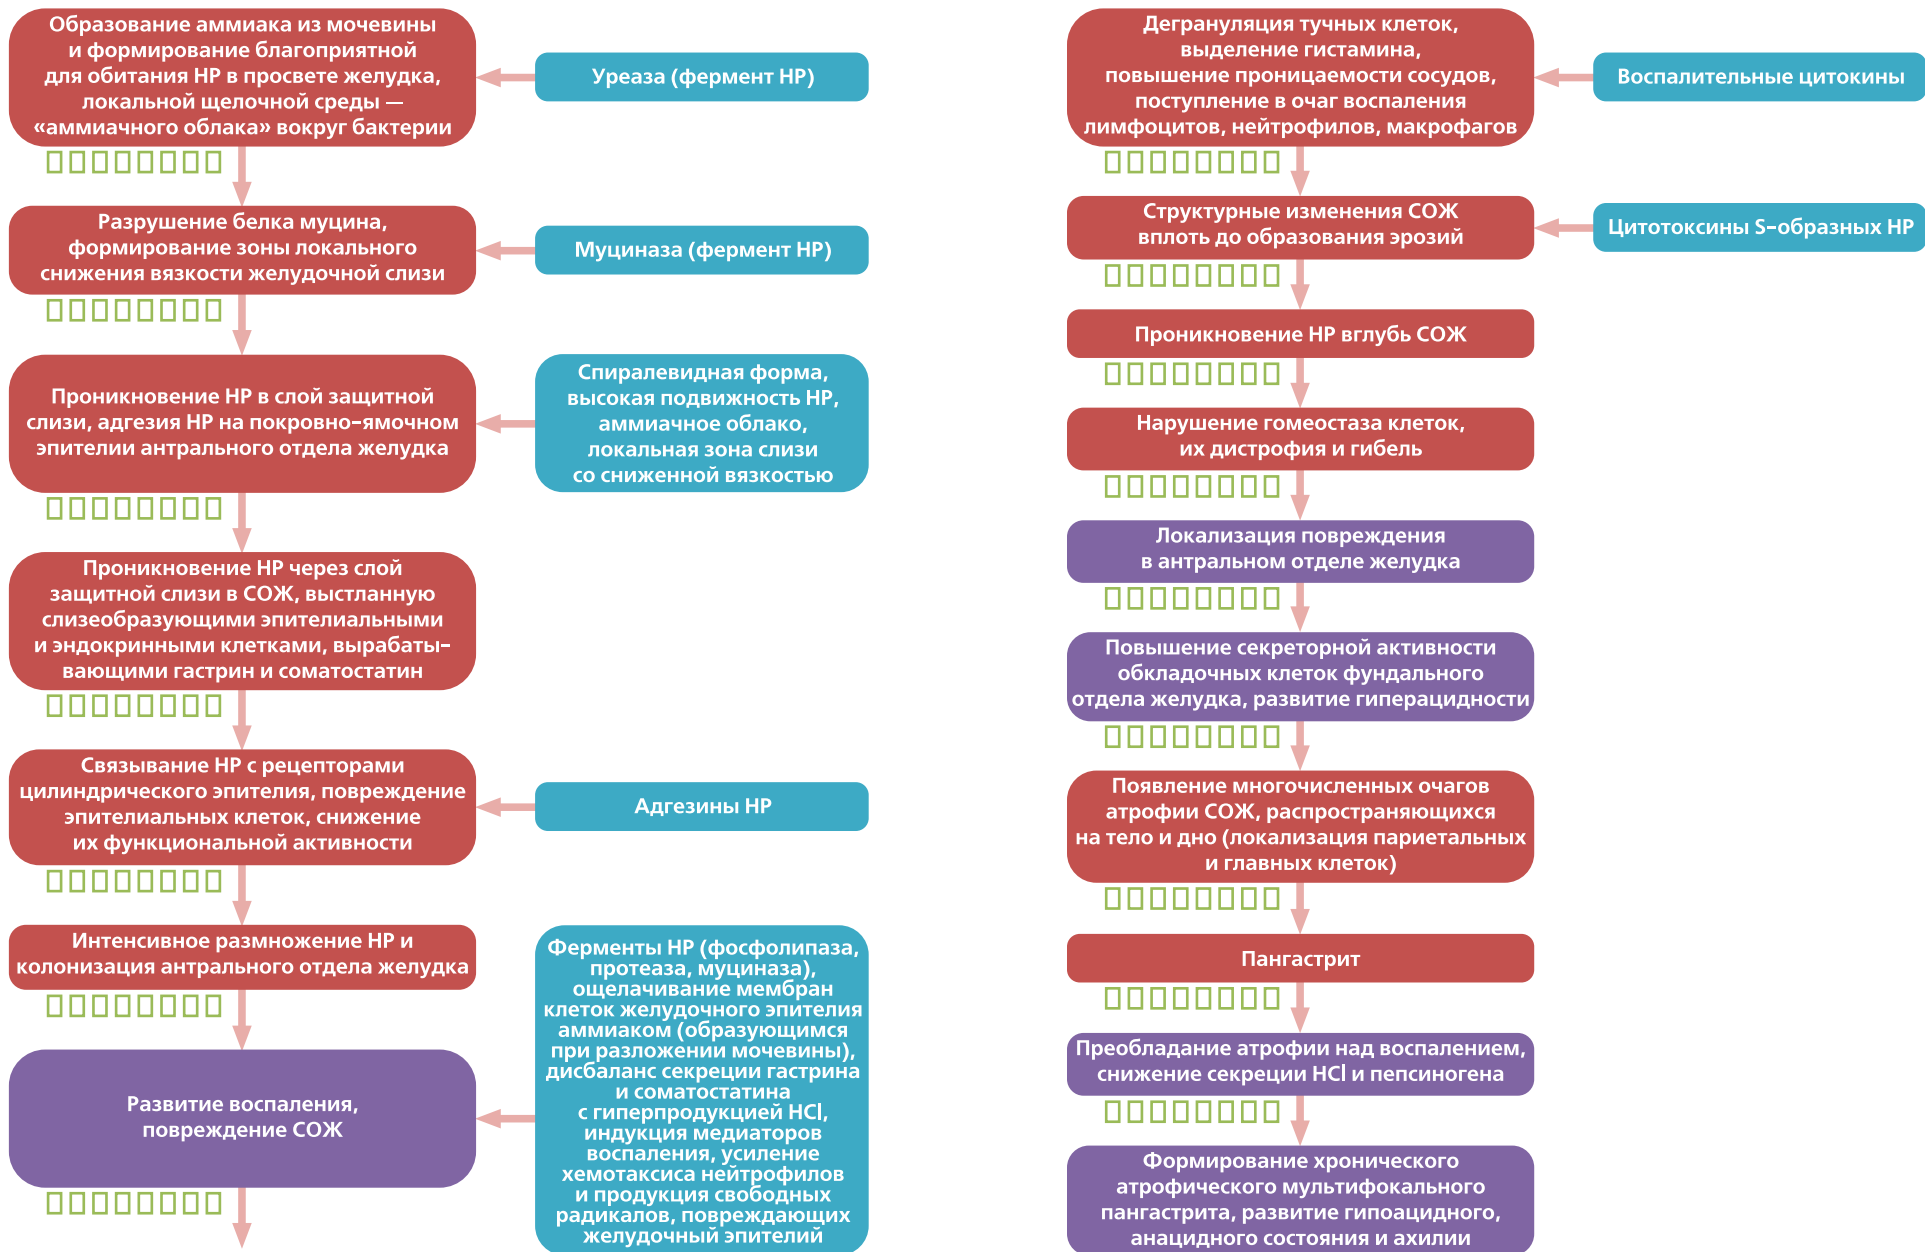 Образование аммиака из мочевины
и формирование благоприятной
для обитания НР в просвете желудка,
локальной щелочной среды —
«аммиачного облака» вокруг бактерии
Уреаза (фермент НР)
Разрушение белка муцина,
формирование зоны локального
снижения вязкости желудочной слизи
Муциназа (фермент НР)
Проникновение НР в слой защитной
слизи, адгезия НР на покровно-ямочном
эпителии антрального отдела желудка
Спиралевидная форма,
высокая подвижность НР,
аммиачное облако,
локальная зона слизи
со сниженной вязкостью
Проникновение НР через слой
защитной слизи в СОЖ, выстланную
слизеобразующими эпителиальными
и эндокринными клетками, вырабаты-
вающими гастрин и соматостатин
Связывание НР с рецепторами
цилиндрического эпителия, повреждение
эпителиальных клеток, снижение
их функциональной активности
Адгезины НР
Интенсивное размножение НР и
колонизация антрального отдела желудка
Развитие воспаления,
повреждение СОЖ
Ферменты НР (фосфолипаза,
протеаза, муциназа),
ощелачивание мембран
клеток желудочного эпителия
аммиаком (образующимся
при разложении мочевины),
дисбаланс секреции гастрина
и соматостатина
с гиперпродукцией HCl,
индукция медиаторов
воспаления, усиление
хемотаксиса нейтрофилов
и продукция свободных
радикалов, повреждающих
желудочный эпителий
Дегрануляция тучных клеток,
выделение гистамина,
повышение проницаемости сосудов,
поступление в очаг воспаления
лимфоцитов, нейтрофилов, макрофагов
Воспалительные цитокины
Структурные изменения СОЖ
вплоть до образования эрозий
Цитотоксины S-образных НР
Проникновение НР вглубь СОЖ
Нарушение гомеостаза клеток,
их дистрофия и гибель
Локализация повреждения
в антральном отделе желудка
Повышение секреторной активности
обкладочных клеток фундального
отдела желудка, развитие гиперацидности
Появление многочисленных очагов
атрофии СОЖ, распространяющихся
на тело и дно (локализация париетальных
и главных клеток)
Пангастрит
Преобладание атрофии над воспалением,
снижение секреции HCl и пепсиногена
Формирование хронического
атрофического мультифокального
пангастрита, развитие гипоацидного,
анацидного состояния и ахилии